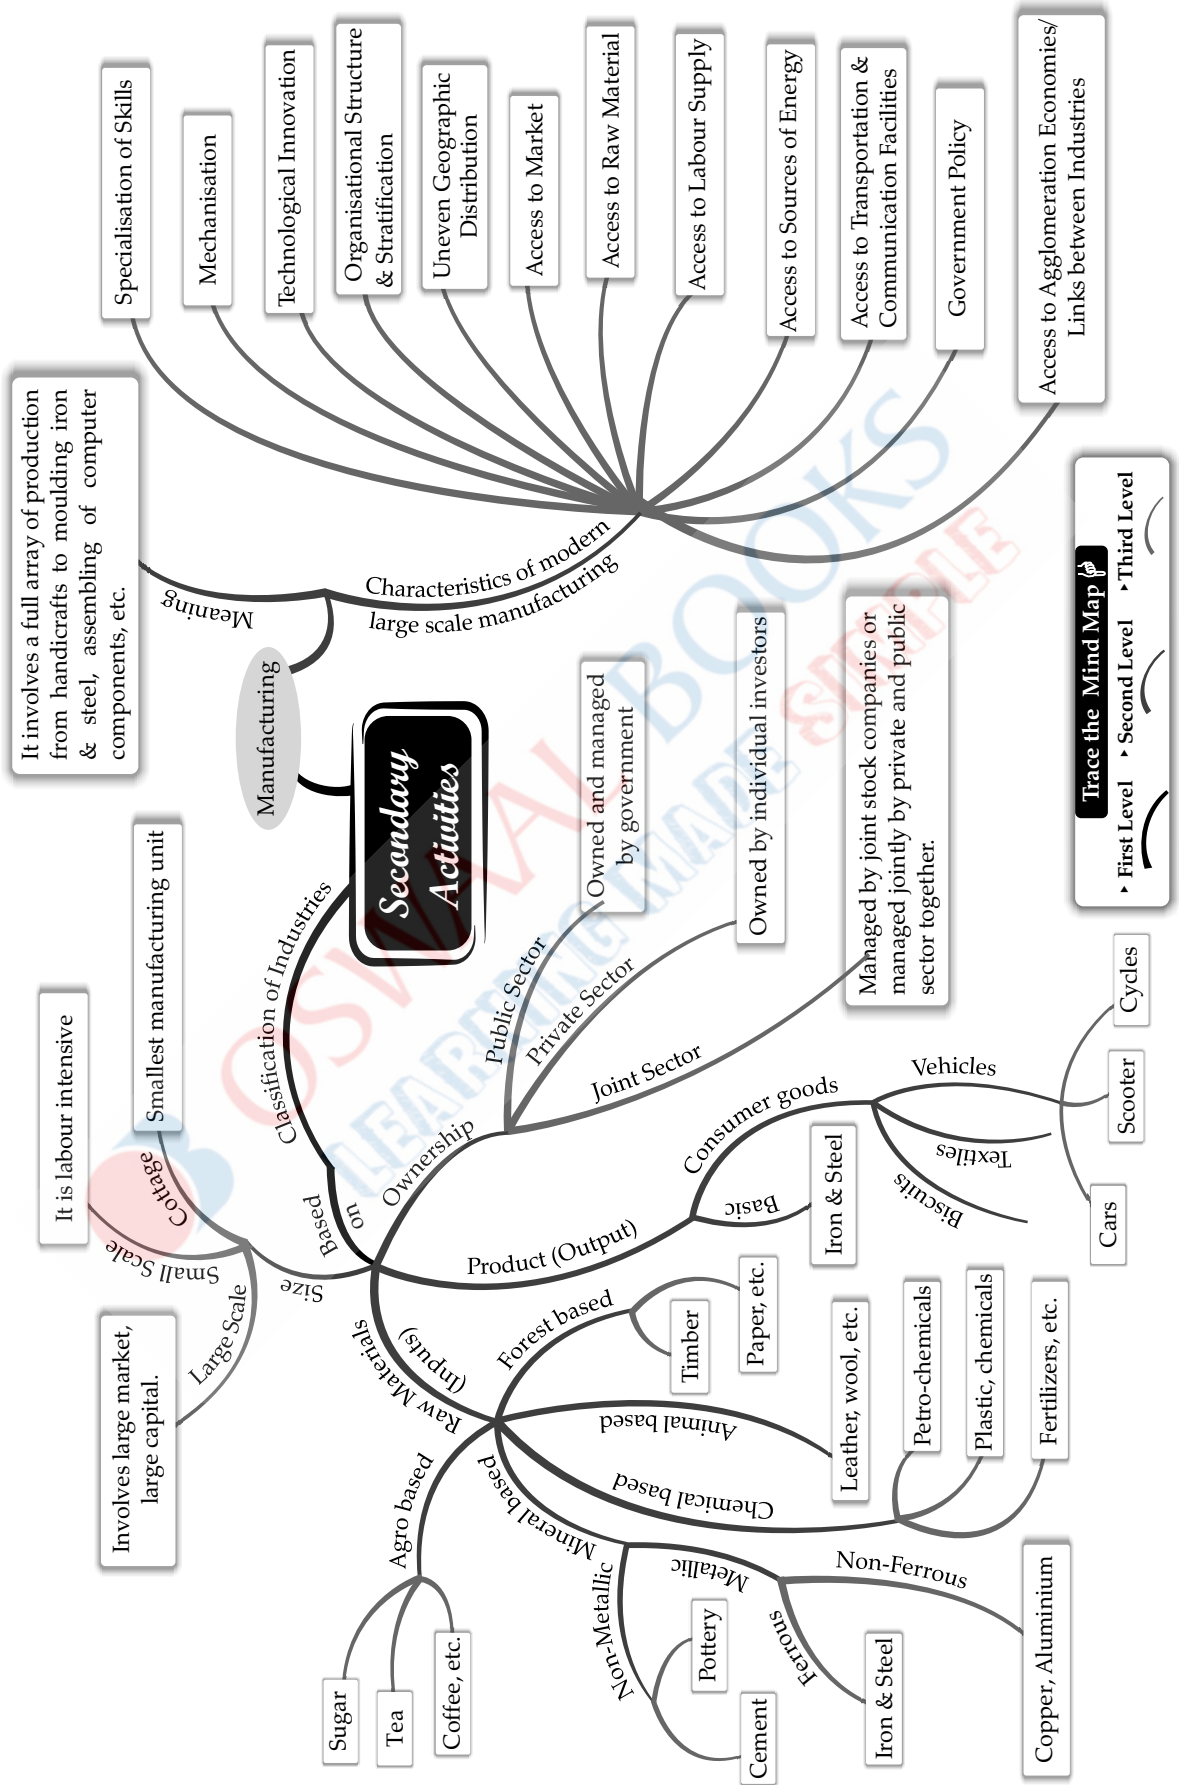 Secondary
Activities
Manufacturing
Meaning
It involves a full array of production
from handicrafts to moulding iron
& steel, assembling of computer
components, etc.
Characteristics of modern
large scale manufacturing
Specialisation of Skills
Mechanisation
Technological Innovation
Organisational Structure
& Stratification
Uneven Geographic
Distribution
Access to Market
Access to Raw Material
Access to Labour Supply
Access to Sources of Energy
Access to Transportation &
Communication Facilities
Government Policy
Access to Agglomeration Economies/
Links between Industries
Classification of Industries
Based
on
Size
Cottage
Smallest manufacturing unit
Small Scale
It is labour intensive
Large Scale
Involves large market,
large capital.
Ownership
Public Sector
Owned and managed
by government
Private Sector
Owned by individual investors
Joint Sector
Managed by joint stock companies or
managed jointly by private and public
sector together.
Product (Output)
Basic
Iron & Steel
Consumer goods
Vehicles
Cycles
Scooter
Cars
Textiles
Biscuits
Raw Materials
(Inputs)
Agro based
Sugar
Tea
Coffee, etc.
Mineral based
Non-Metallic
Pottery
Cement
Metallic
Ferrous
Iron & Steel
Non-Ferrous
Copper, Aluminium
Chemical based
Petro-chemicals
Plastic, chemicals
Fertilizers, etc.
Animal based
Leather, wool, etc.
Forest based
Timber
Paper, etc.
Trace the Mind Map
First Level
Second Level
Third Level
OSWAAL BOOKS
LEARNING MADE SIMPLE